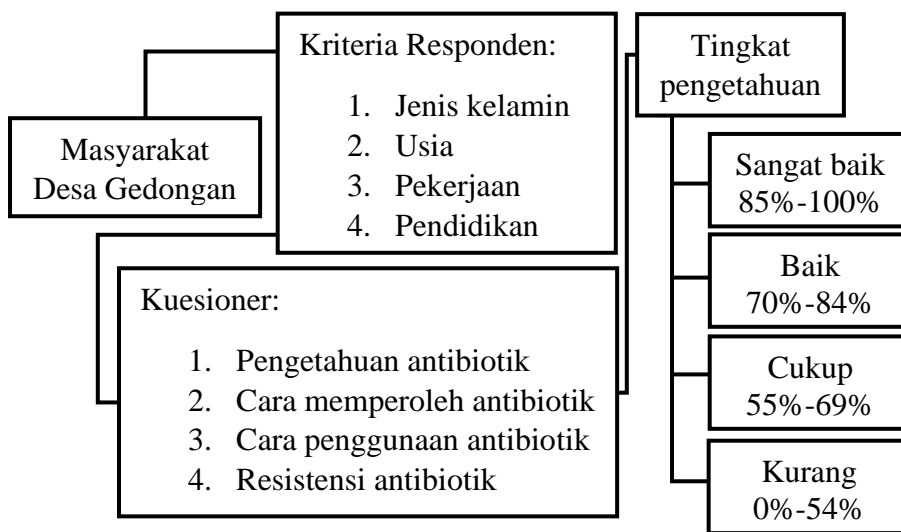 Masyarakat
Desa Gedongan
Kriteria Responden:
1. Jenis kelamin
2. Usia
3. Pekerjaan
4. Pendidikan
Kuesioner:
1. Pengetahuan antibiotik
2. Cara memperoleh antibiotik
3. Cara penggunaan antibiotik
4. Resistensi antibiotik
Tingkat
pengetahuan
Sangat baik
85%-100%
Baik
70%-84%
Cukup
55%-69%
Kurang
0%-54%